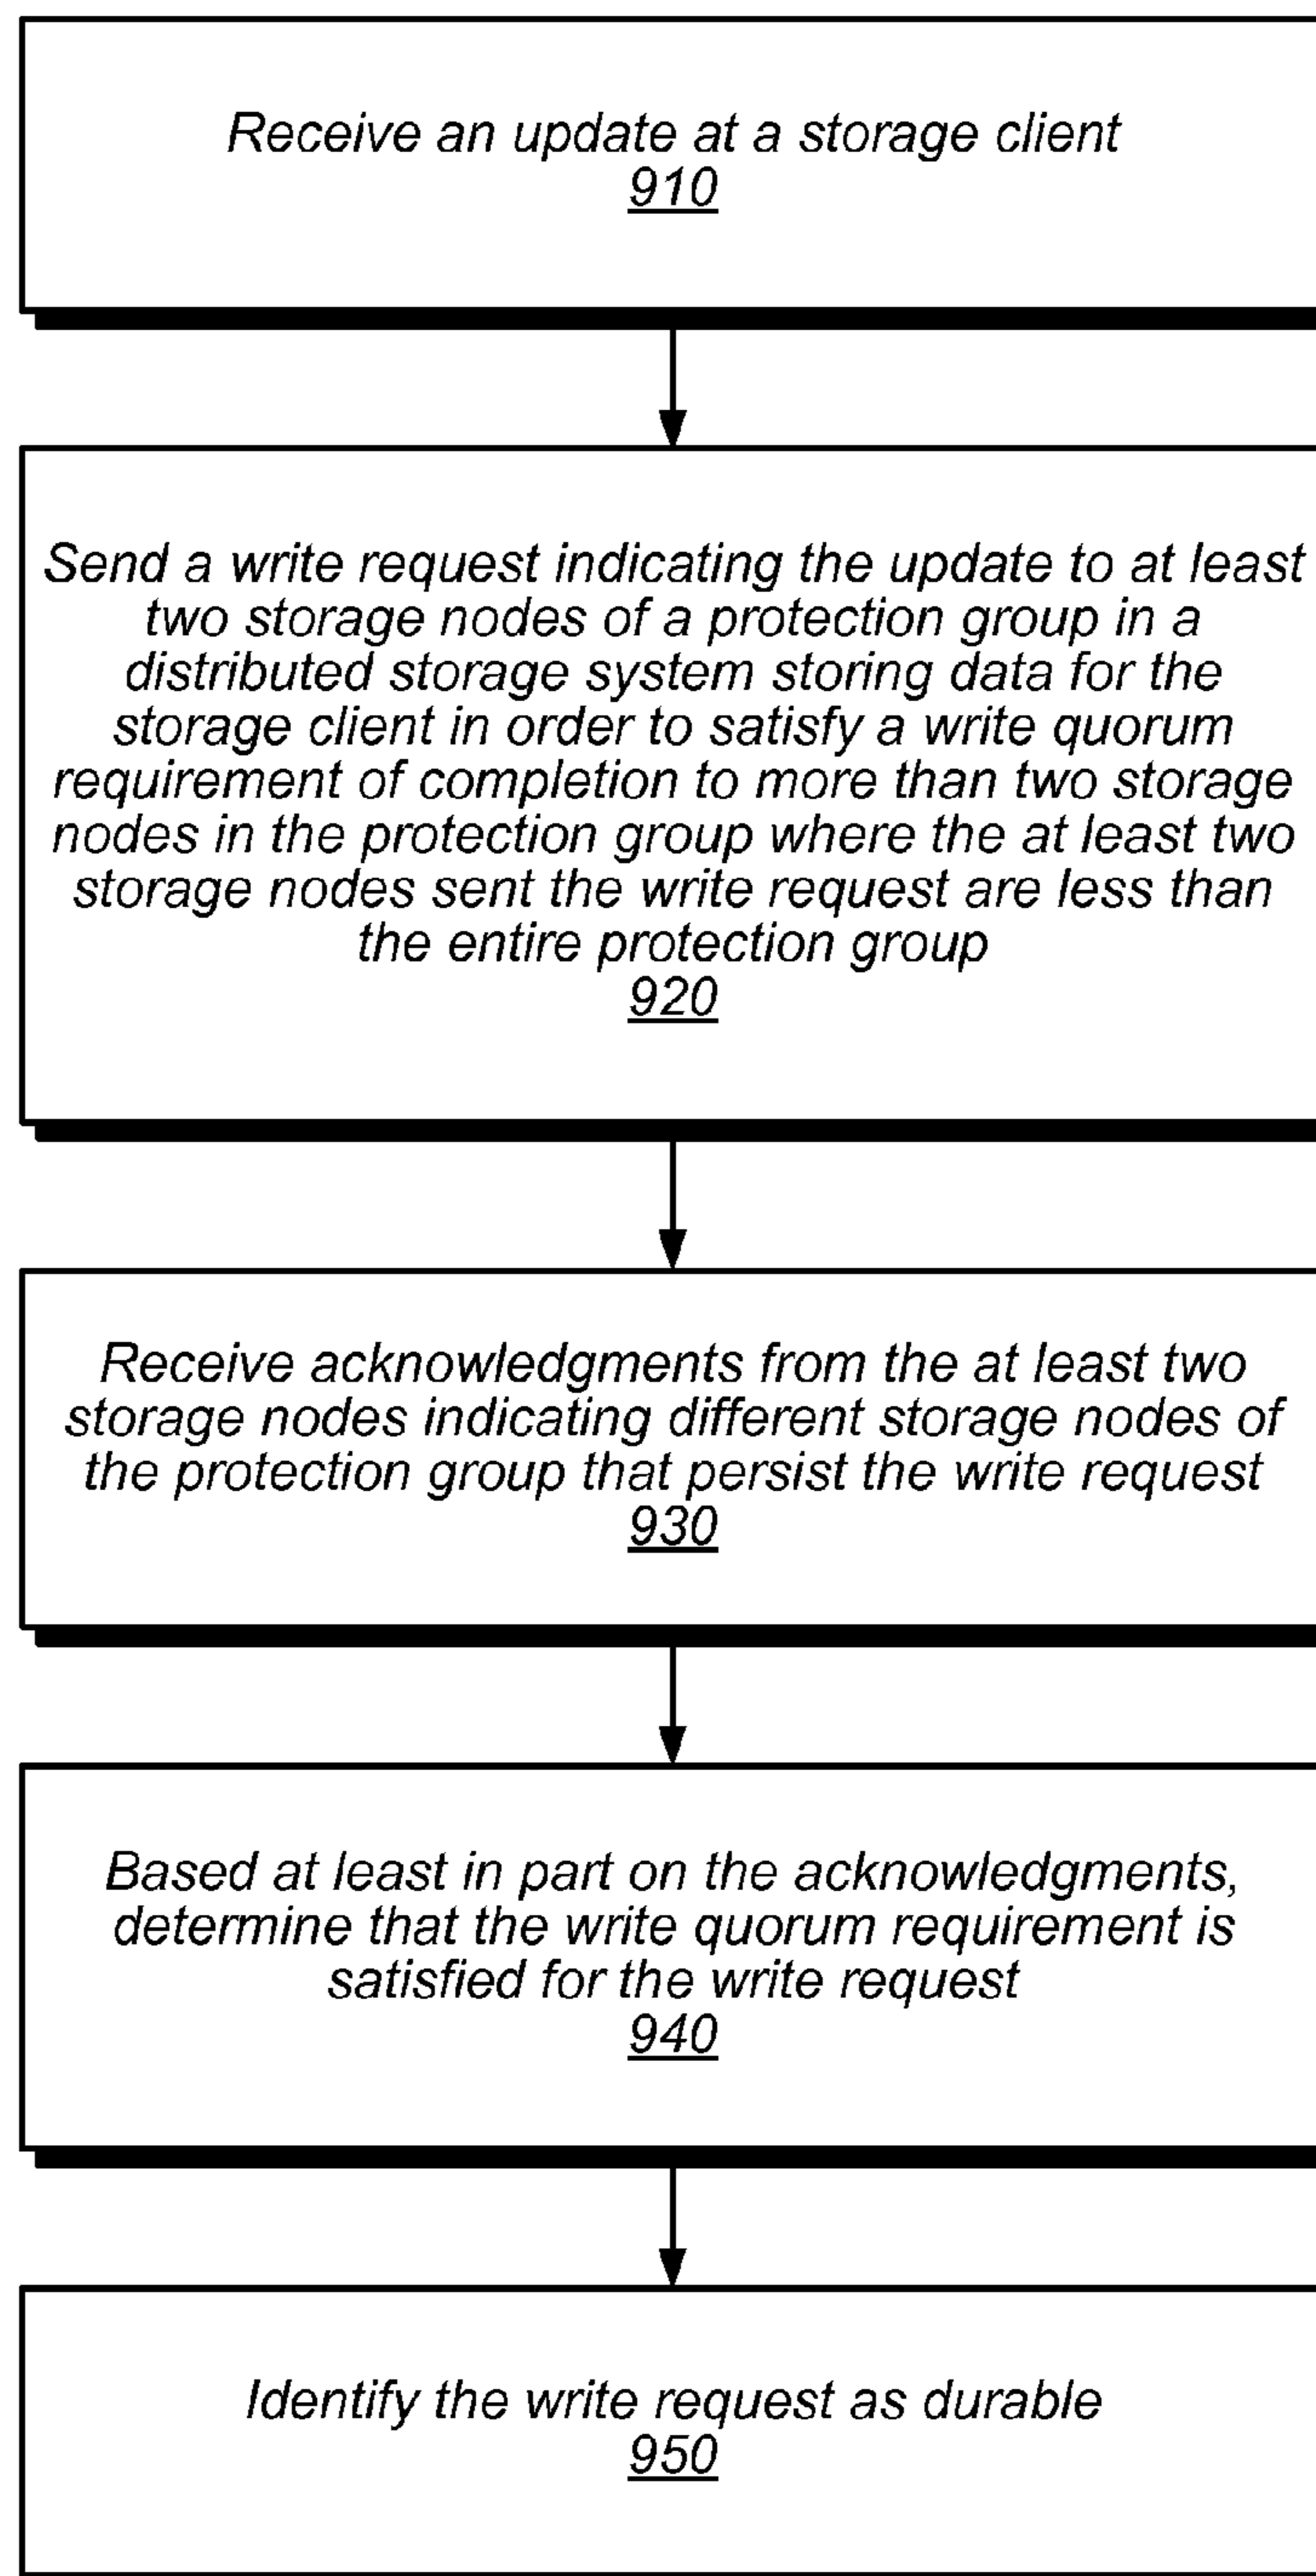 Receive an update at a storage client
910
Send a write request indicating the update to at least
two storage nodes of a protection group in a
distributed storage system storing data for the
storage client in order to satisfy a write quorum
requirement of completion to more than two storage
nodes in the protection group where the at least two
storage nodes sent the write request are less than
the entire protection group
920
Receive acknowledgments from the at least two
storage nodes indicating different storage nodes of
the protection group that persist the write request
930
Based at least in part on the acknowledgments,
determine that the write quorum requirement is
satisfied for the write request
940
Identify the write request as durable
950